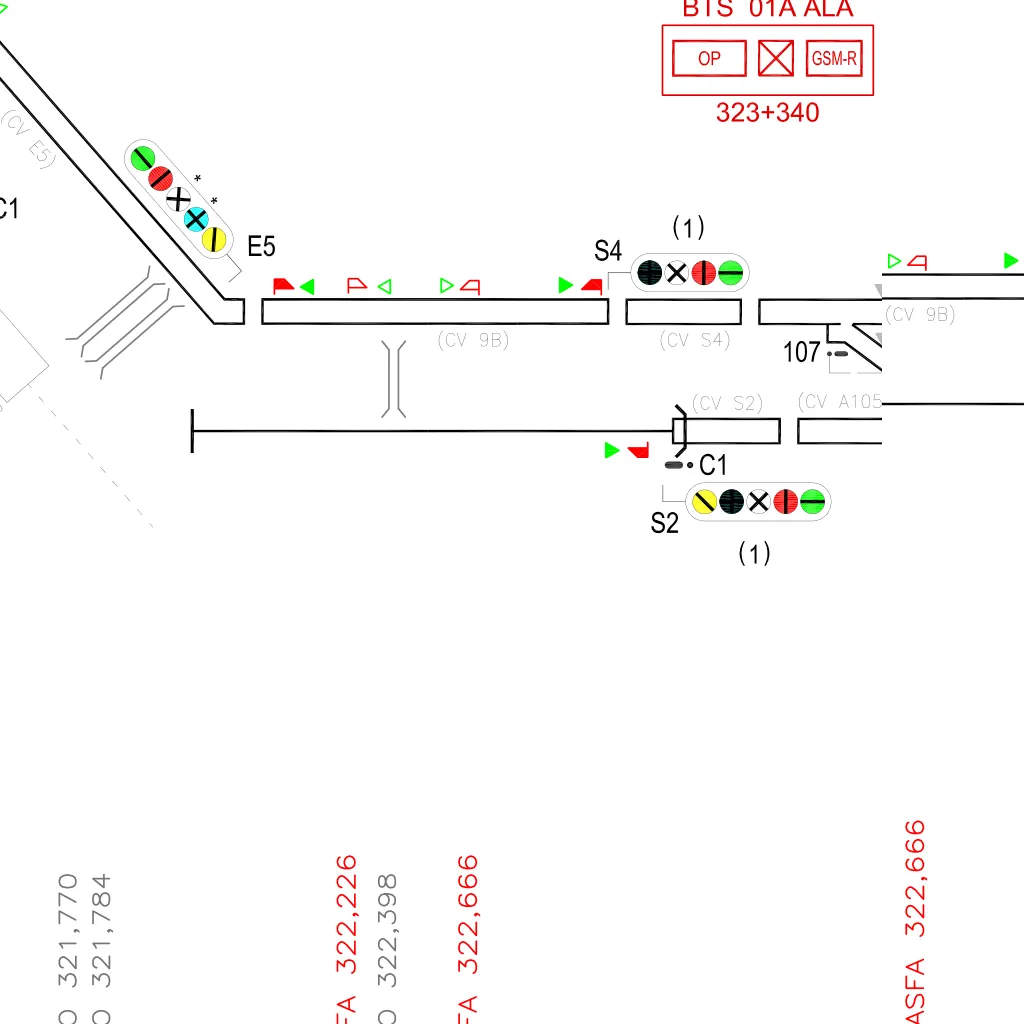 BTS 01A ALA
OP
GSM-R
323+340
(CV E5)
C1
*
*
E5
S4
(1)
(CV 9B)
(CV S4)
(CV 9B)
107
(CV S2)
(CV A105
C1
S2
(1)
O 321,770
O 321,784
FA 322,226
O 322,398
FA 322,666
ASFA 322,666